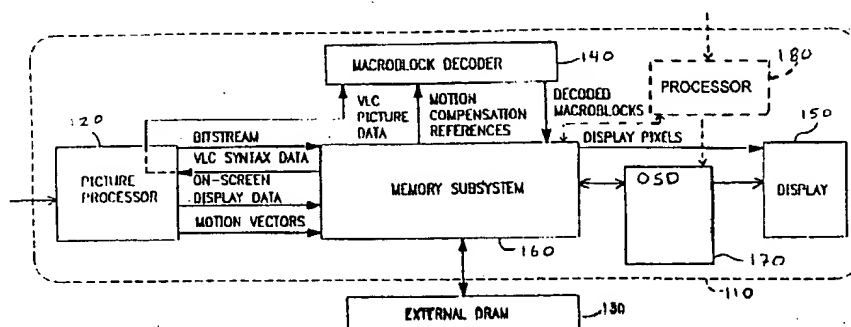 MACROBLOCK DECODER
140
180
PROCESSOR
120
VLC
PICTURE
DATA
MOTION
COMPENSATION
REFERENCES
DECODED
MACROBLOCKS
150
BITSTREAM
DISPLAY PIXELS
VLC SYNTAX DATA
PICTURE
PROCESSOR
ON-SCREEN
DISPLAY DATA
MEMORY SUBSYSTEM
OSD
DISPLAY
MOTION VECTORS
160
170
110
EXTERNAL DRAM
130